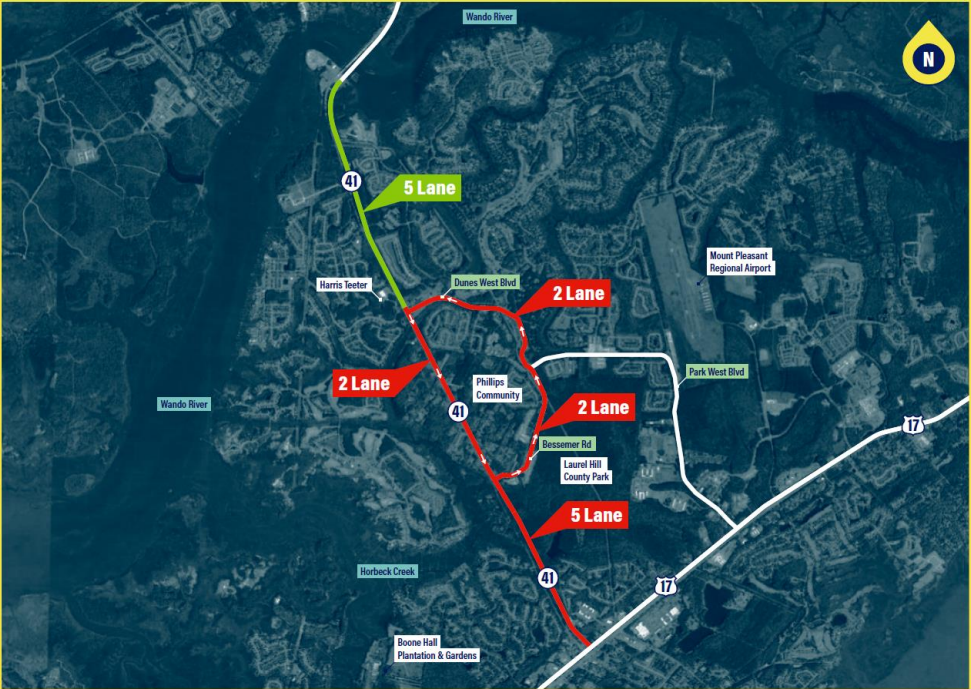 Wando River
N
41
5 Lane
Mount Pleasant
Regional Airport
Harris Teeter
Dunes West Blvd
2 Lane
Park West Blvd
2 Lane
Phillips
Community
Wando River
41
2 Lane
17
Bessemer Rd
Laurel Hill
County Park
5 Lane
Horbeck Creek
41
17
Boone Hall
Plantation & Gardens